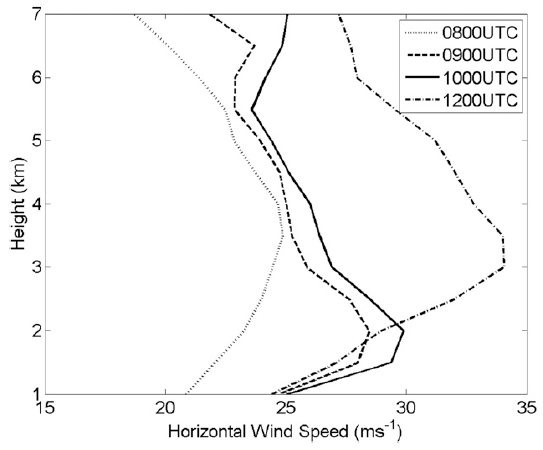 7
6
5
4
3
2
1
Height (km)
0800UTC
0900UTC
1000UTC
1200UTC
15 20 25 30 35
Horizontal Wind Speed (ms⁻¹)